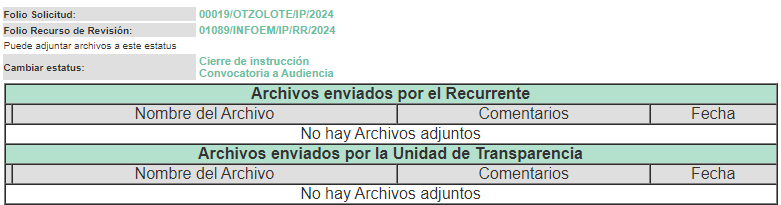 Folio Solicitud: 00019/OTZOLOTE/IP/2024
Folio Recurso de Revisión: 01089/INFOEM/IP/RR/2024
Puede adjuntar archivos a este estatus
Cambiar estatus: Cierre de instrucción
Convocatoria a Audiencia
Archivos enviados por el Recurrente
Nombre del Archivo Comentarios Fecha
No hay Archivos adjuntos
Archivos enviados por la Unidad de Transparencia
Nombre del Archivo Comentarios Fecha
No hay Archivos adjuntos